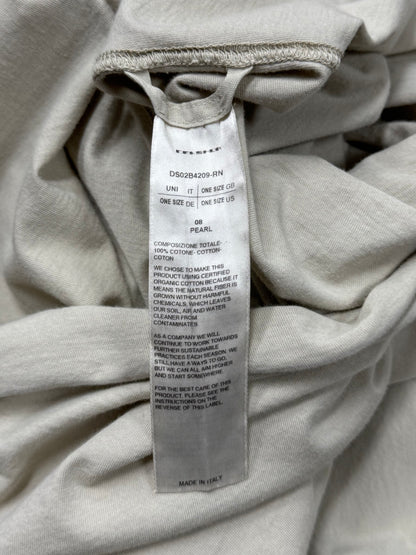 DS02B4209-RN
UNI IT ONE SIZE GB
ONE SIZE DE ONE SIZE US
08
PEARL
COMPOSIZIONE TOTALE-
100% COTONE- COTTON-
COTTON
WE CHOSE TO MAKE THIS
PRODUCT USING CERTIFIED
ORGANIC COTTON BECAUSE IT
MEANS THE NATURAL FIBER IS
GROWN WITHOUT HARMFUL
CHEMICALS, WHICH LEAVES
OUR SOIL, AIR AND WATER
CLEANER FROM
CONTAMINATES.
AS A COMPANY WE WILL
CONTINUE TO WORK TOWARDS
FURTHER SUSTAINABLE
PRACTICES EACH SEASON. WE
STILL HAVE A WAYS TO GO,
BUT WE CAN ALL AIM HIGHER
AND START SOMEWHERE.
FOR THE BEST CARE OF THIS
PRODUCT, PLEASE SEE THE
INSTRUCTIONS ON THE
REVERSE OF THIS LABEL.
MADE IN ITALY